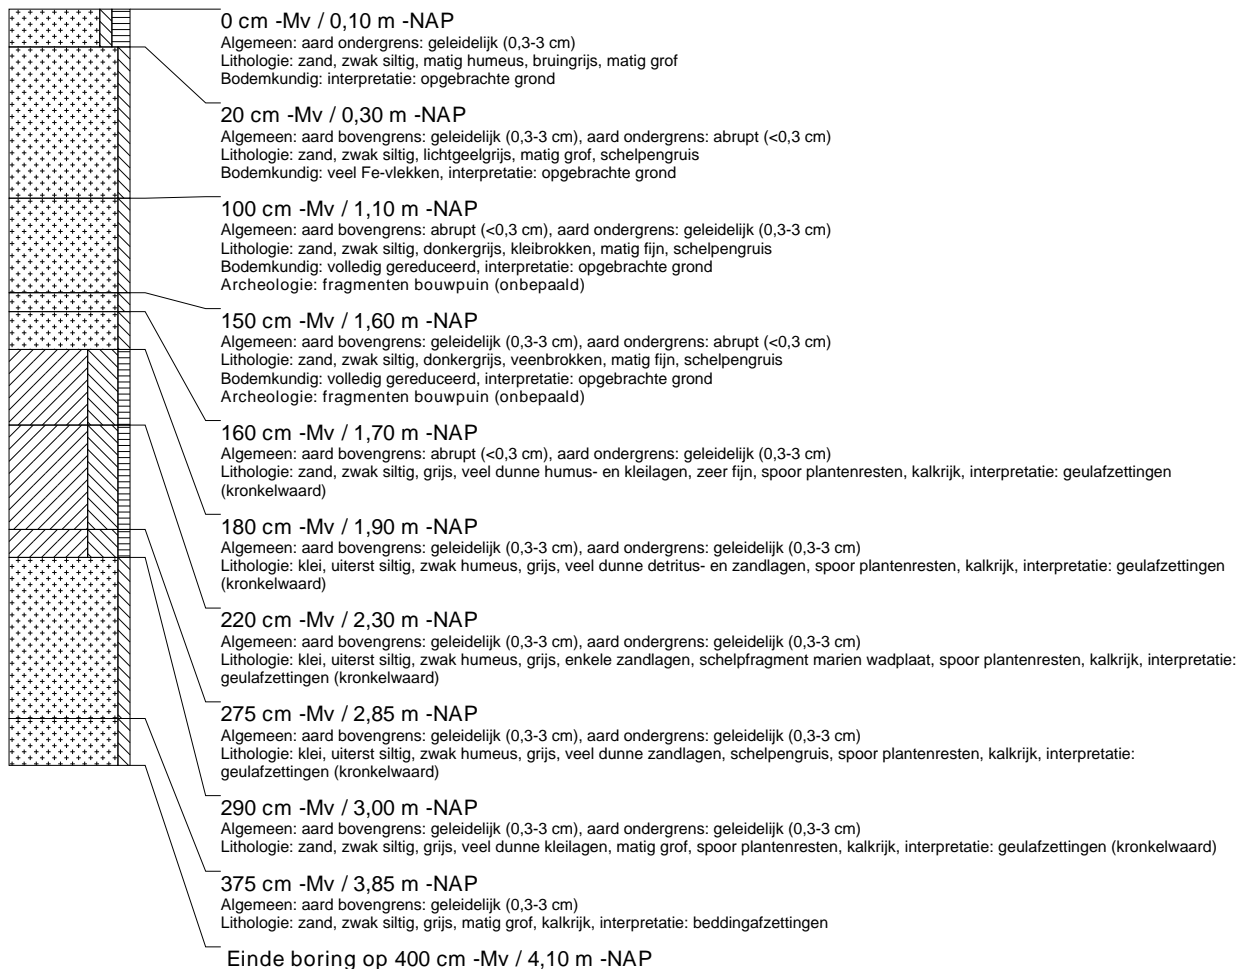 0 cm -Mv / 0,10 m -NAP
Algemeen: aard ondergrens: geleidelijk (0,3-3 cm)
Lithologie: zand, zwak siltig, matig humeus, bruingrijs, matig grof
Bodemkundig: interpretatie: opgebrachte grond
20 cm -Mv / 0,30 m -NAP
Algemeen: aard bovengrens: geleidelijk (0,3-3 cm), aard ondergrens: abrupt (<0,3 cm)
Lithologie: zand, zwak siltig, lichtgeelgrijs, matig grof, schelpengruis
Bodemkundig: veel Fe-vlekken, interpretatie: opgebrachte grond
100 cm -Mv / 1,10 m -NAP
Algemeen: aard bovengrens: abrupt (<0,3 cm), aard ondergrens: geleidelijk (0,3-3 cm)
Lithologie: zand, zwak siltig, donkergrijs, kleibrokken, matig fijn, schelpengruis
Bodemkundig: volledig gereduceerd, interpretatie: opgebrachte grond
Archeologie: fragmenten bouwpuin (onbepaald)
150 cm -Mv / 1,60 m -NAP
Algemeen: aard bovengrens: geleidelijk (0,3-3 cm), aard ondergrens: abrupt (<0,3 cm)
Lithologie: zand, zwak siltig, donkergrijs, veenbrokken, matig fijn, schelpengruis
Bodemkundig: volledig gereduceerd, interpretatie: opgebrachte grond
Archeologie: fragmenten bouwpuin (onbepaald)
160 cm -Mv / 1,70 m -NAP
Algemeen: aard bovengrens: abrupt (<0,3 cm), aard ondergrens: geleidelijk (0,3-3 cm)
Lithologie: zand, zwak siltig, grijs, veel dunne humus- en kleilagen, zeer fijn, spoor plantenresten, kalkrijk, interpretatie: geulafzettingen
(kronkelwaard)
180 cm -Mv / 1,90 m -NAP
Algemeen: aard bovengrens: geleidelijk (0,3-3 cm), aard ondergrens: geleidelijk (0,3-3 cm)
Lithologie: klei, uiterst siltig, zwak humeus, grijs, veel dunne detritus- en zandlagen, spoor plantenresten, kalkrijk, interpretatie: geulafzettingen
(kronkelwaard)
220 cm -Mv / 2,30 m -NAP
Algemeen: aard bovengrens: geleidelijk (0,3-3 cm), aard ondergrens: geleidelijk (0,3-3 cm)
Lithologie: klei, uiterst siltig, zwak humeus, grijs, enkele zandlagen, schelpfragment marien wadplaat, spoor plantenresten, kalkrijk, interpretatie:
geulafzettingen (kronkelwaard)
275 cm -Mv / 2,85 m -NAP
Algemeen: aard bovengrens: geleidelijk (0,3-3 cm), aard ondergrens: geleidelijk (0,3-3 cm)
Lithologie: klei, uiterst siltig, zwak humeus, grijs, veel dunne zandlagen, schelpengruis, spoor plantenresten, kalkrijk, interpretatie:
geulafzettingen (kronkelwaard)
290 cm -Mv / 3,00 m -NAP
Algemeen: aard bovengrens: geleidelijk (0,3-3 cm), aard ondergrens: geleidelijk (0,3-3 cm)
Lithologie: zand, zwak siltig, grijs, veel dunne kleilagen, matig grof, spoor plantenresten, kalkrijk, interpretatie: geulafzettingen (kronkelwaard)
375 cm -Mv / 3,85 m -NAP
Algemeen: aard bovengrens: geleidelijk (0,3-3 cm)
Lithologie: zand, zwak siltig, grijs, matig grof, kalkrijk, interpretatie: beddingafzettingen
Einde boring op 400 cm -Mv / 4,10 m -NAP